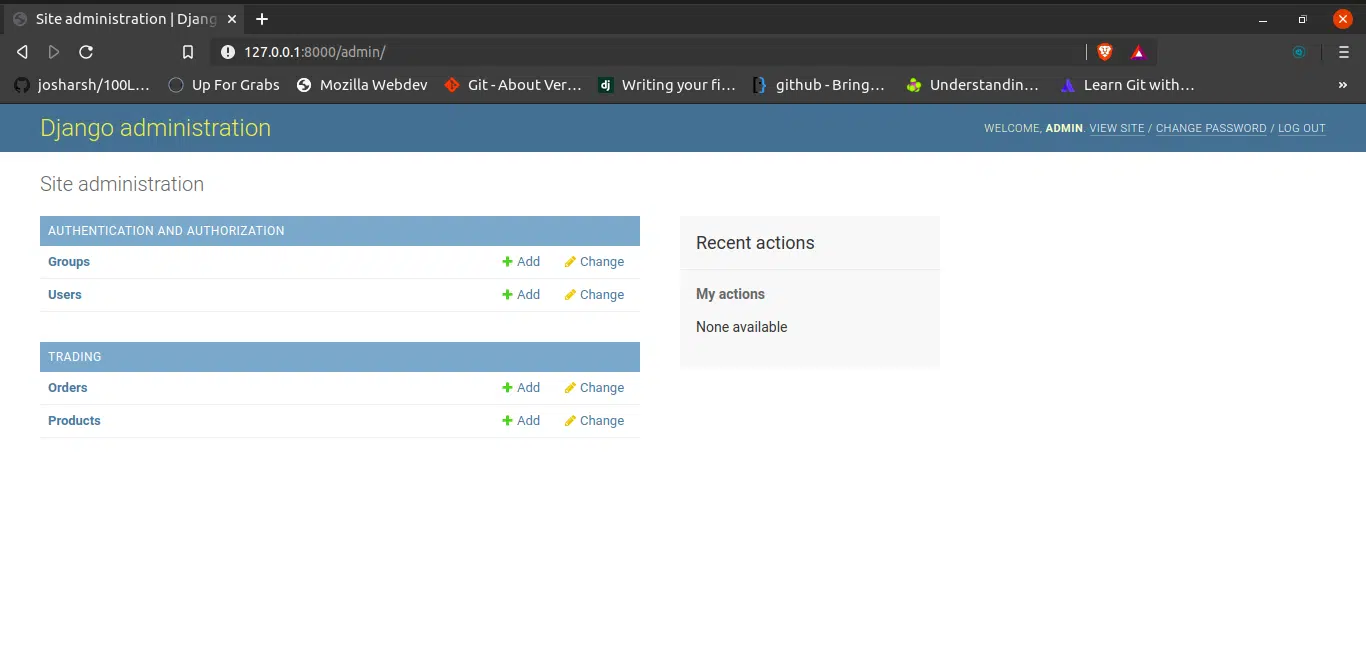 Site administration | Djang
127.0.0.1:8000/admin/
josharsh/100L... Up For Grabs Mozilla Webdev Git - About Ver... dj Writing your fi... github - Bring... Understandin... Learn Git with... »
Django administration
WELCOME, ADMIN. VIEW SITE / CHANGE PASSWORD / LOG OUT
Site administration
AUTHENTICATION AND AUTHORIZATION
Groups Add Change
Users Add Change
TRADING
Orders Add Change
Products Add Change
Recent actions
My actions
None available